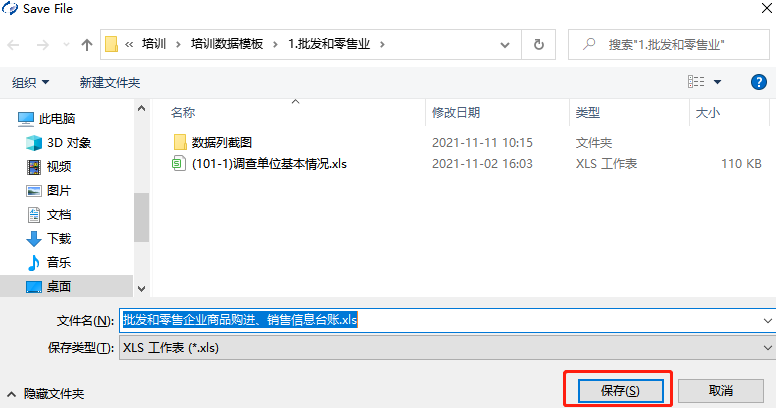 Save File
« 培训 › 培训数据模板 › 1.批发和零售业 ›
搜索"1.批发和零售业"
组织 新建文件夹
此电脑
3D 对象
视频
图片
文档
下载
音乐
桌面
名称 修改日期 类型 大小
数据列截图 2021-11-11 10:15 文件夹
(101-1)调查单位基本情况.xls 2021-11-02 16:03 XLS 工作表 110 KB
文件名(N): 批发和零售企业商品购进、销售信息台账.xls
保存类型(T): XLS 工作表 (*.xls)
隐藏文件夹 保存(S) 取消